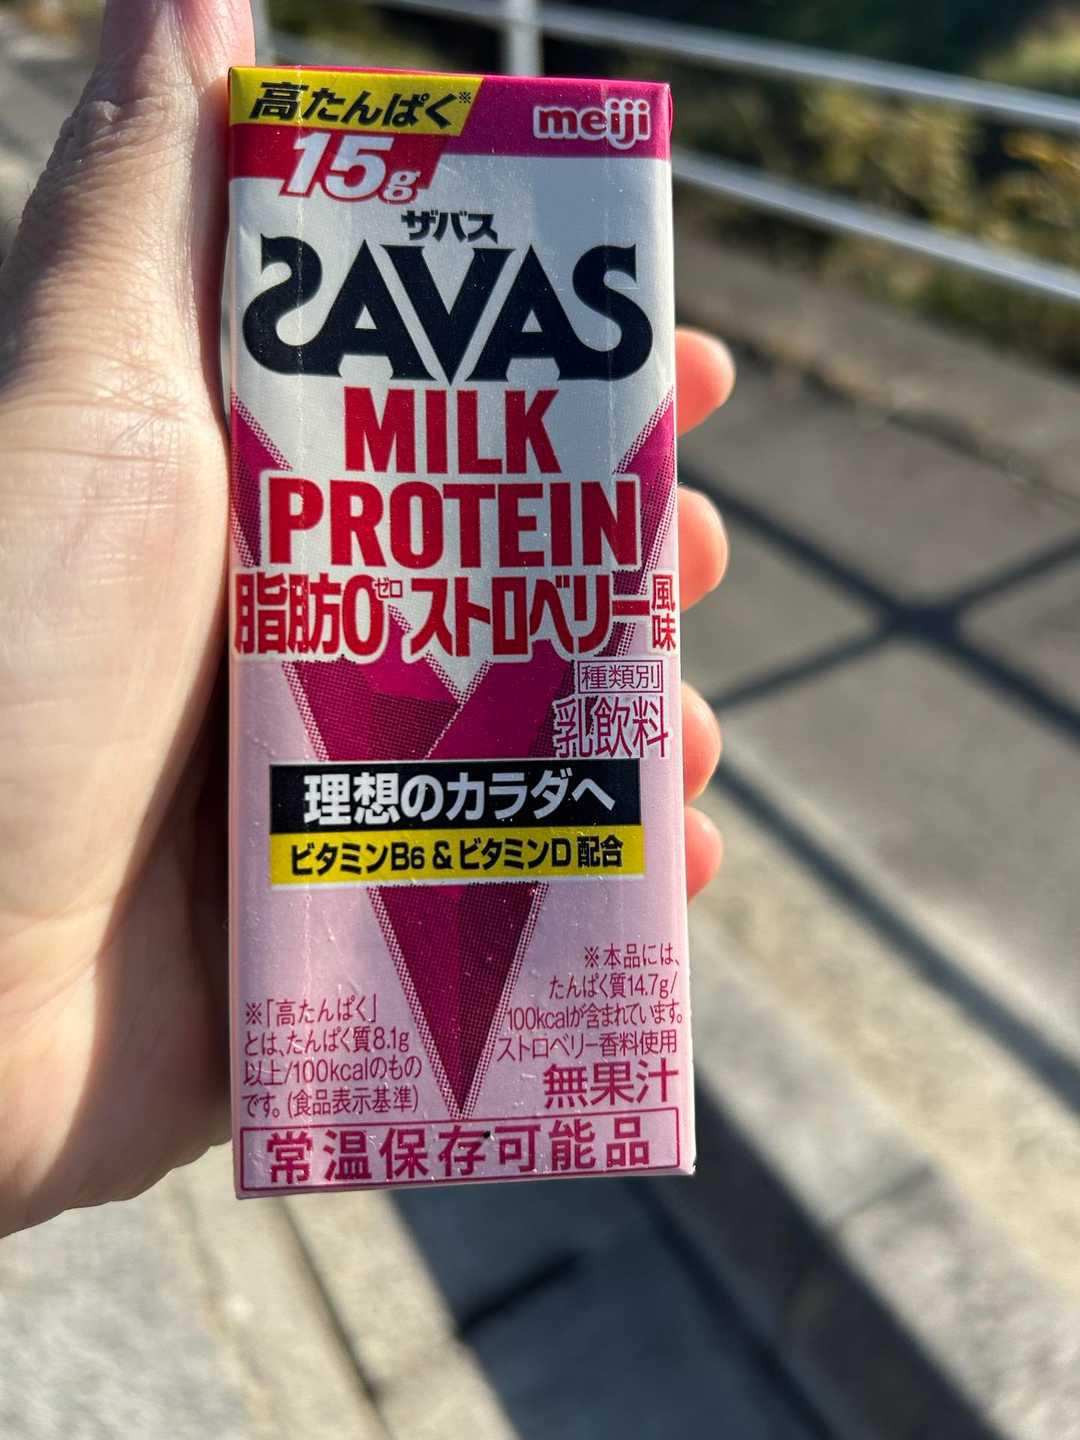 高たんぱく※
meiji
15g
ザバス
SAVAS
MILK
PROTEIN
脂肪0ゼロ ストロベリー風味
種類別
乳飲料
理想のカラダへ
ビタミンB6 & ビタミンD 配合
※本品には、
たんぱく質14.7g/
100kcalが含まれています。
ストロベリー香料使用
無果汁
※「高たんぱく」
とは、たんぱく質8.1g
以上/100kcalのもの
です。(食品表示基準)
常温保存可能品